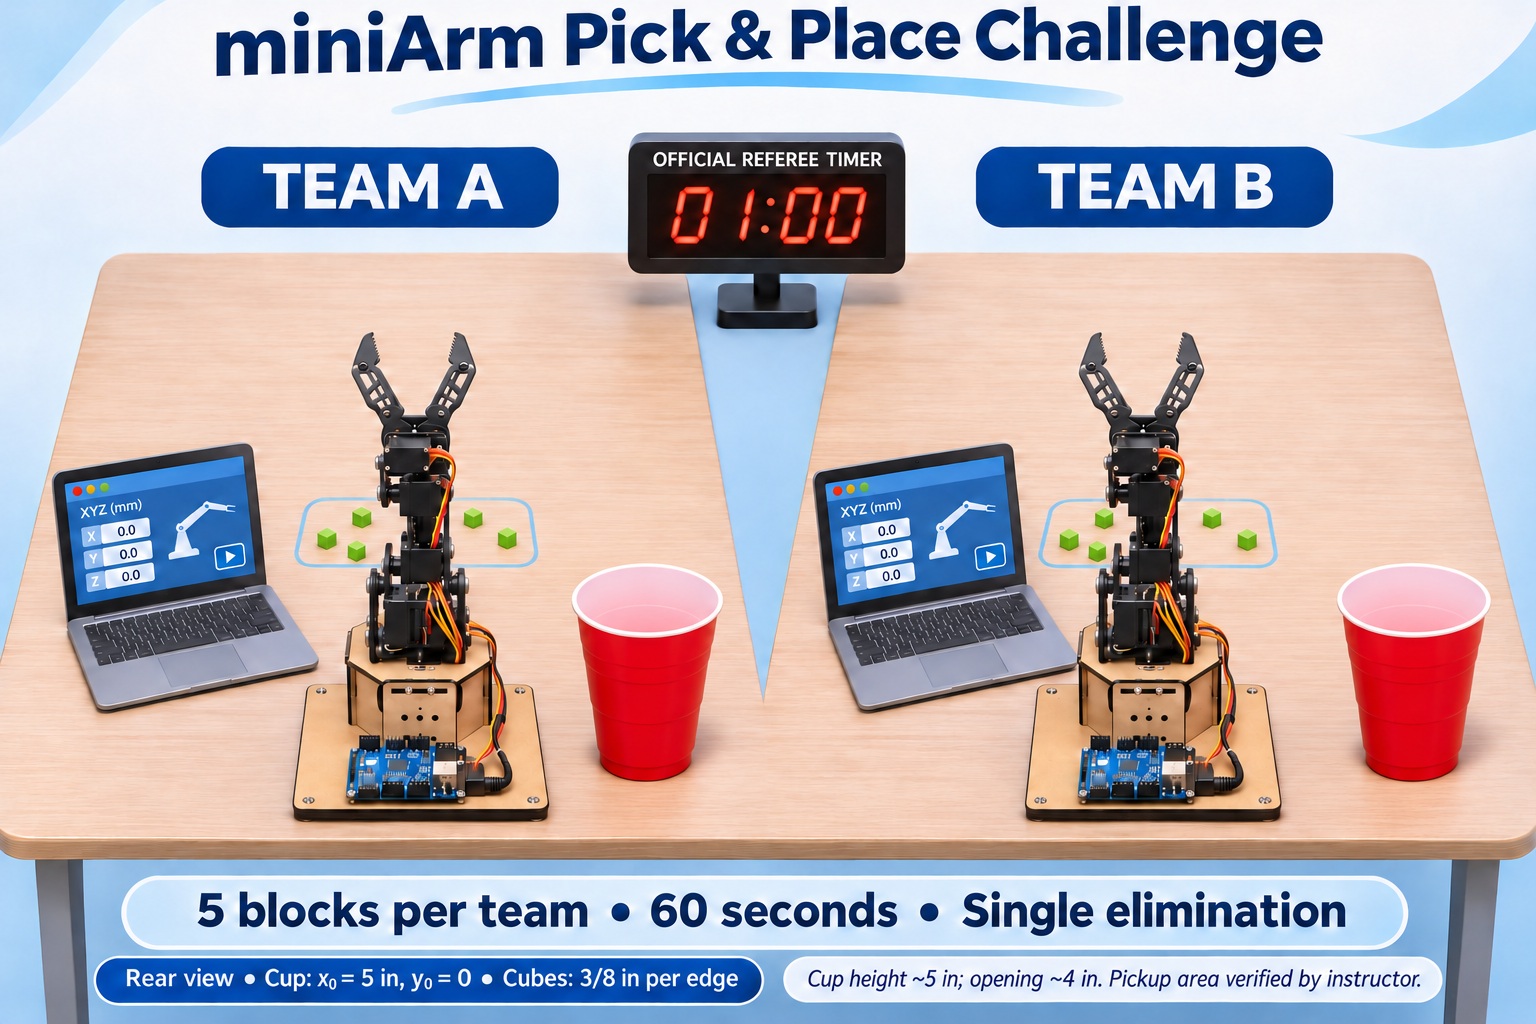 miniArm Pick & Place Challenge
TEAM A
OFFICIAL REFEREE TIMER
01:00
TEAM B
XYZ (mm)
X 0.0
Y 0.0
Z 0.0
XYZ (mm)
X 0.0
Y 0.0
Z 0.0
5 blocks per team • 60 seconds • Single elimination
Rear view • Cup: x₀ = 5 in, y₀ = 0 • Cubes: 3/8 in per edge
Cup height ~5 in; opening ~4 in. Pickup area verified by instructor.